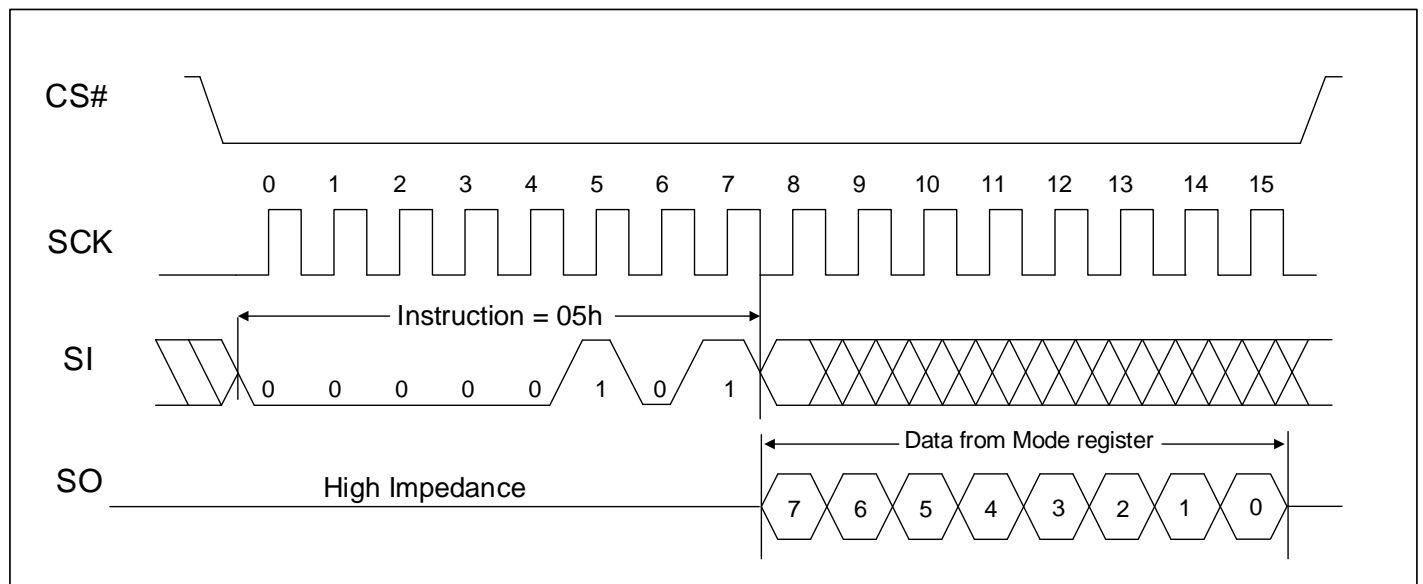 CS#
0 1 2 3 4 5 6 7 8 9 10 11 12 13 14 15
SCK
Instruction = 05h
SI
0 0 0 0 0 1 0 1
Data from Mode register
SO
High Impedance
7 6 5 4 3 2 1 0